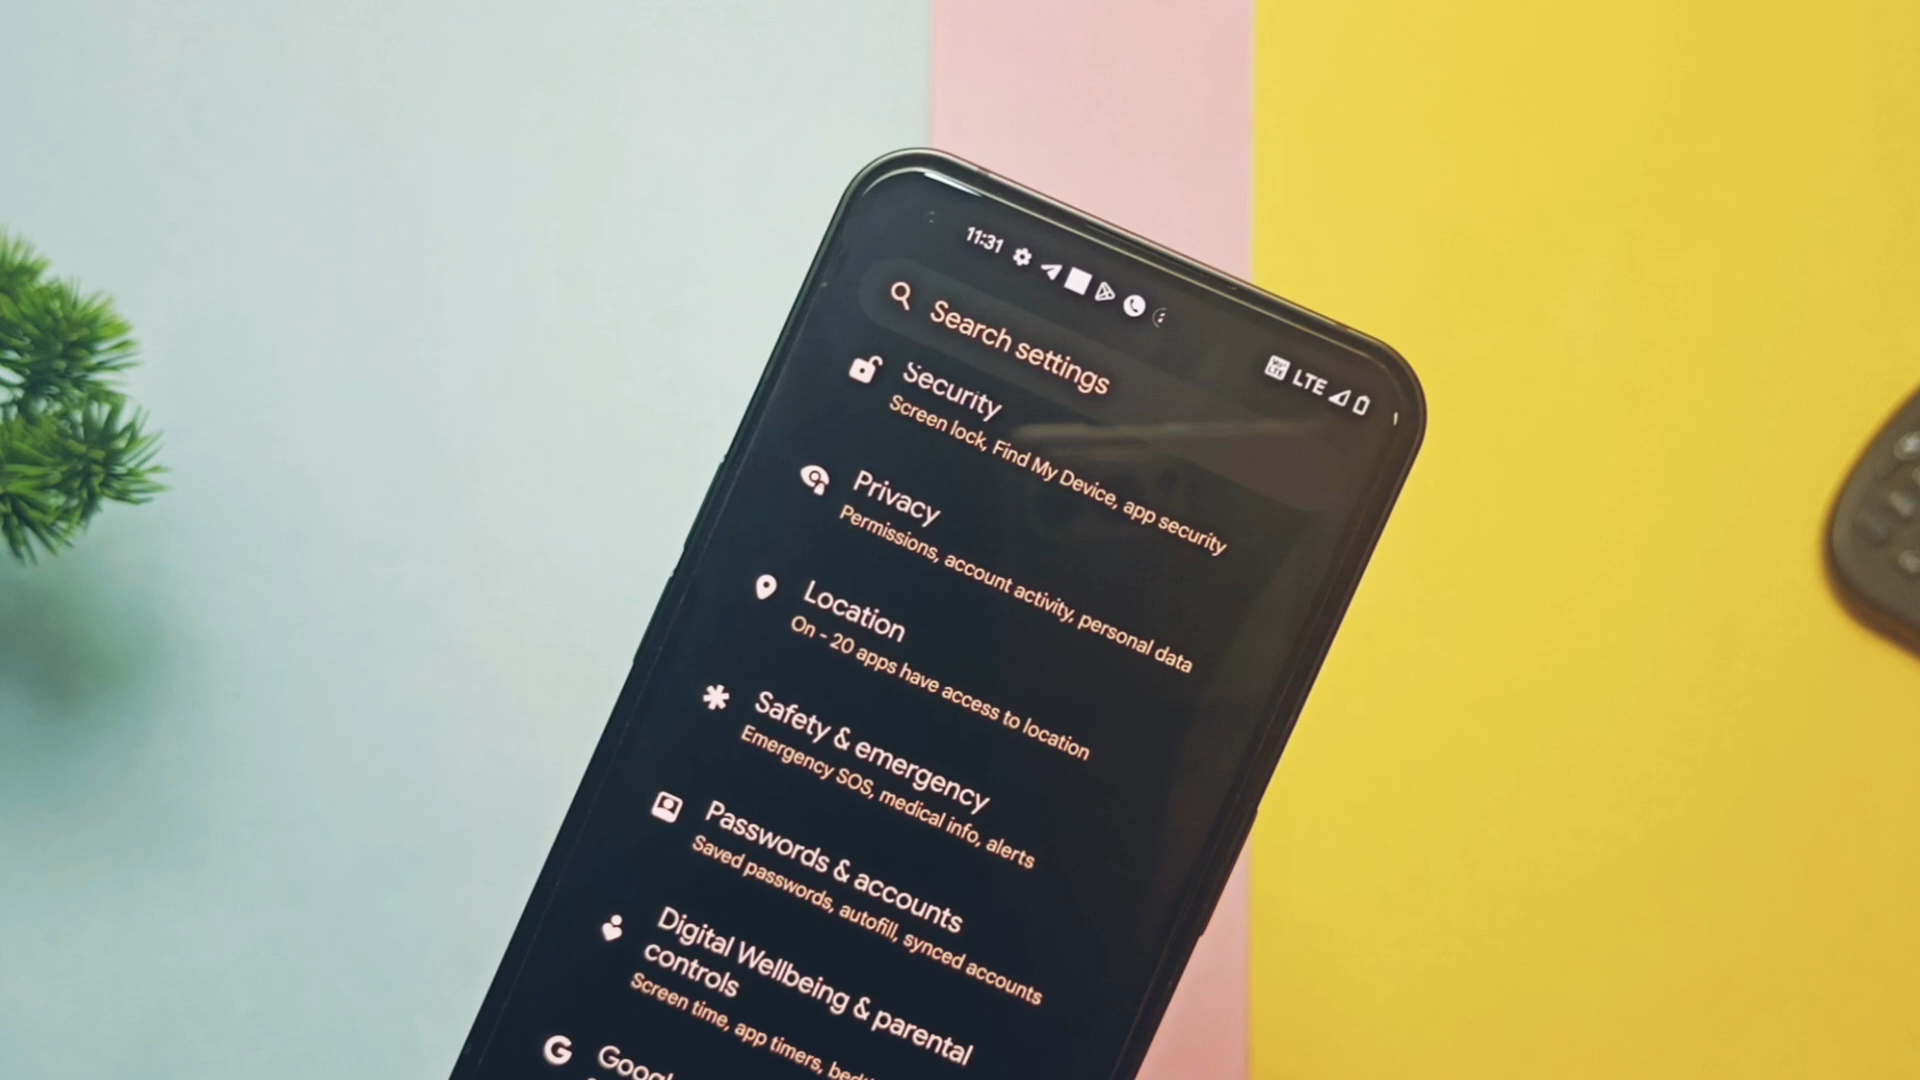 11:31
LTE
Search settings
Security
Screen lock, Find My Device, app security
Privacy
Permissions, account activity, personal data
Location
On - 20 apps have access to location
Safety & emergency
Emergency SOS, medical info, alerts
Passwords & accounts
Saved passwords, autofill, synced accounts
Digital Wellbeing & parental
controls
Screen time, app timers,